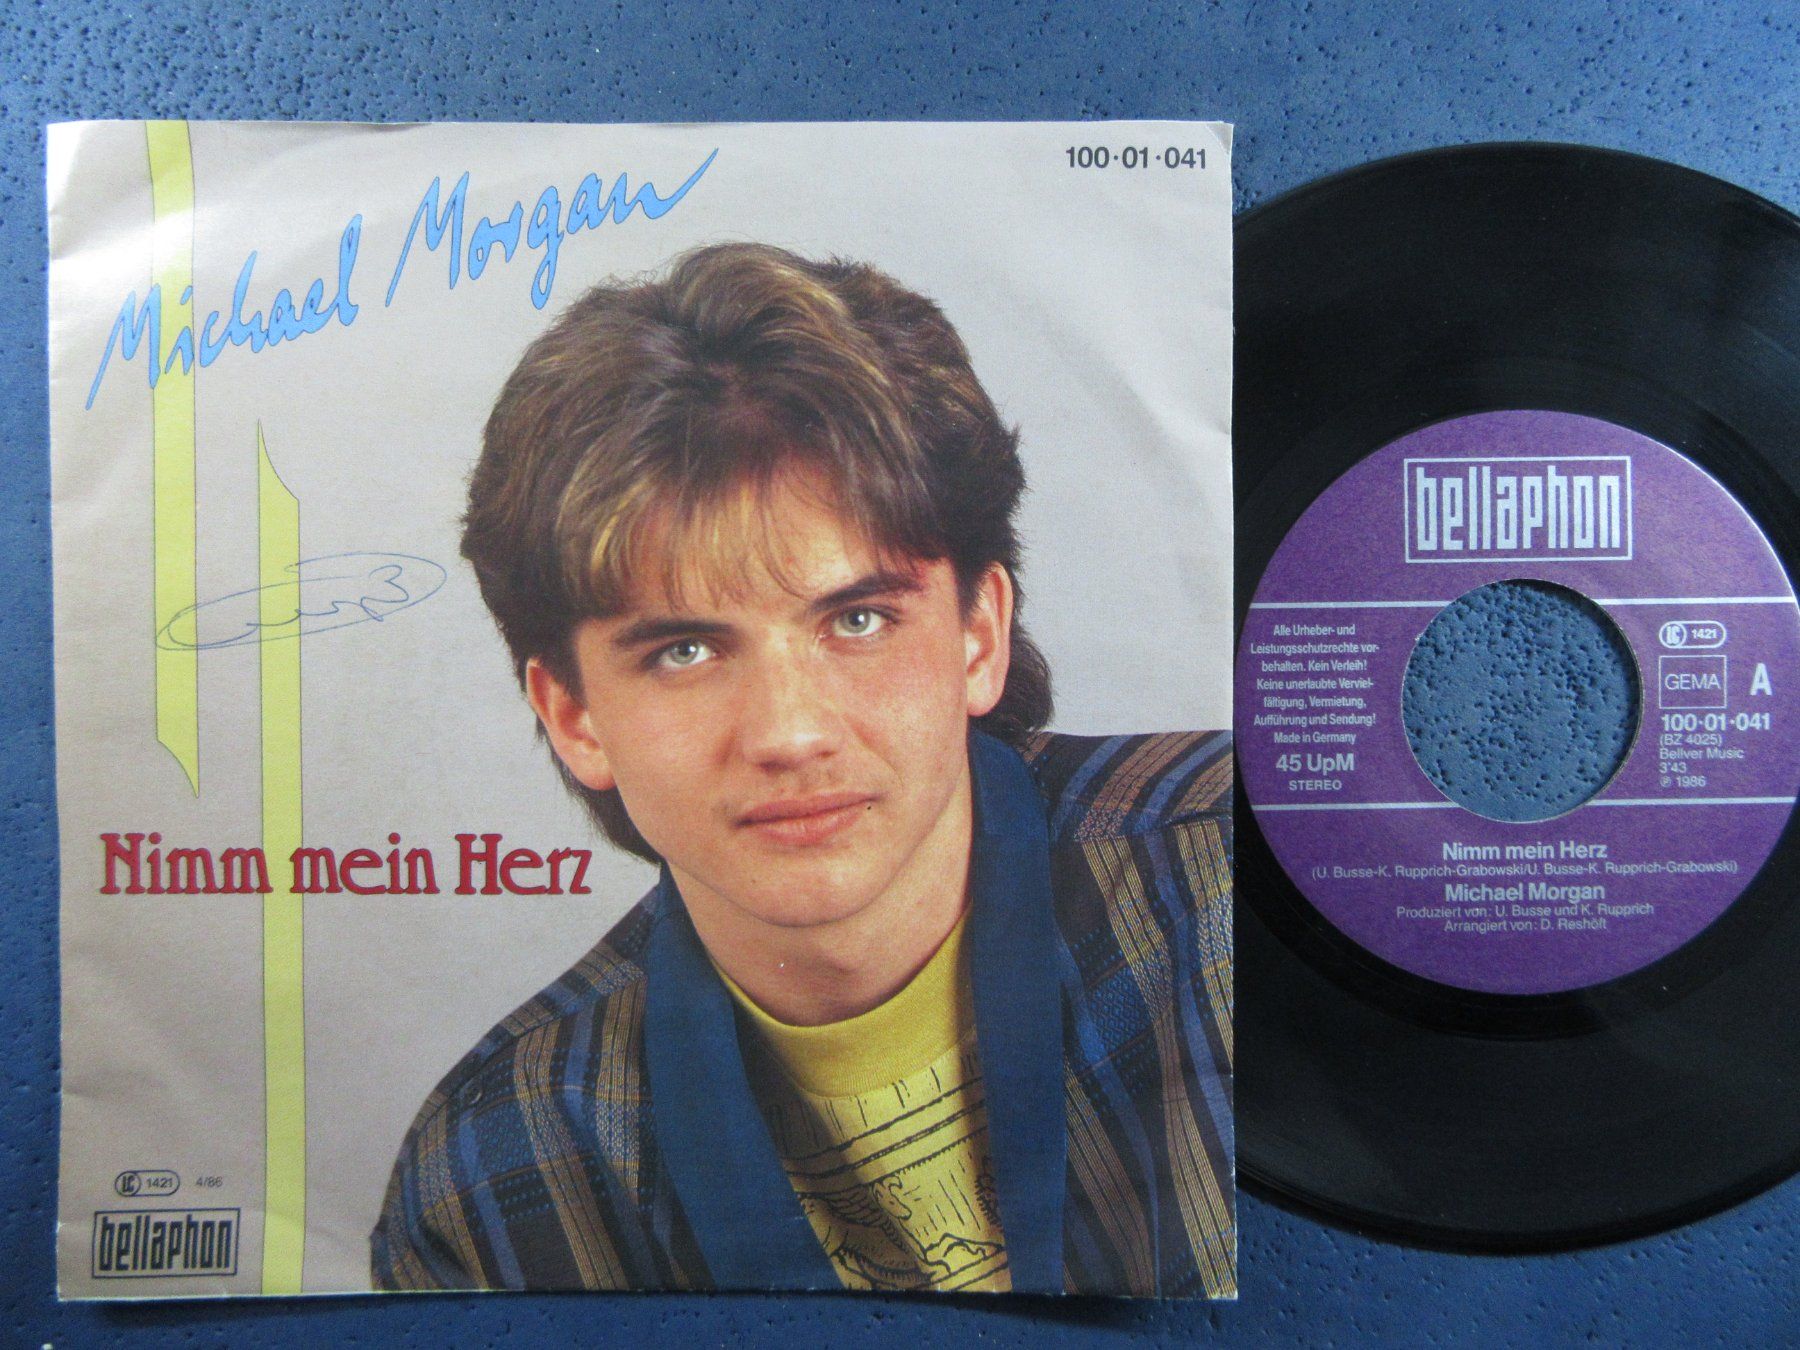 Michael Morgan
100·01·041
Nimm mein Herz
LC 1421 4/86
bellaphon
bellaphon
Alle Urheber- und
Leistungsschutzrechte vor-
behalten. Kein Verleih!
Keine unerlaubte Verviel-
fältigung, Vermietung,
Aufführung und Sendung!
Made in Germany
45 UpM
STEREO
LC 1421
GEMA A
100·01·041
(BZ 4025)
Bellver Music
3'43
℗ 1986
Nimm mein Herz
(U. Busse-K. Rupprich-Grabowski/U. Busse-K. Rupprich-Grabowski)
Michael Morgan
Produziert von: U. Busse und K. Rupprich
Arrangiert von: D. Reshöft